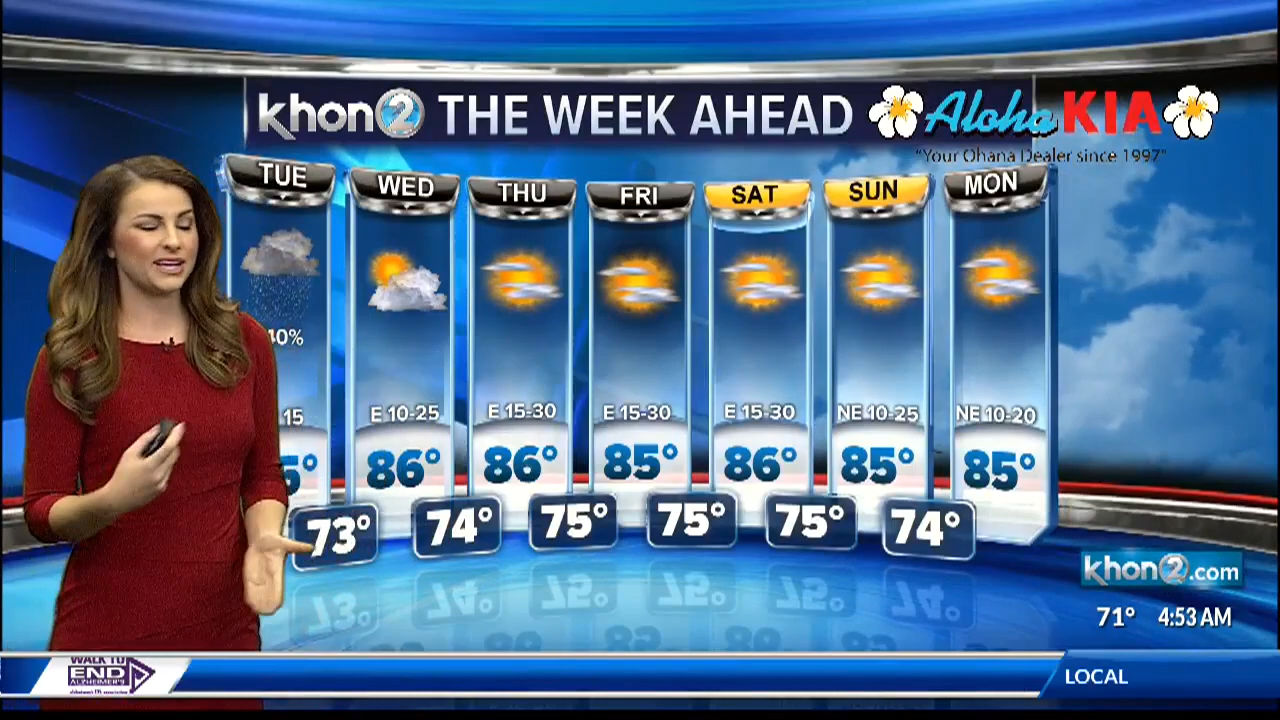 khon2 THE WEEK AHEAD
Aloha KIA
"Your Ohana Dealer since 1997"
TUE WED THU FRI SAT SUN MON
40%
15 E 10-25 E 15-30 E 15-30 E 15-30 NE 10-25 NE 10-20
5° 86° 86° 85° 86° 85° 85°
73° 74° 75° 75° 75° 74°
khon2.com
71° 4:53 AM
WALK TO
END
ALZHEIMER'S
LOCAL